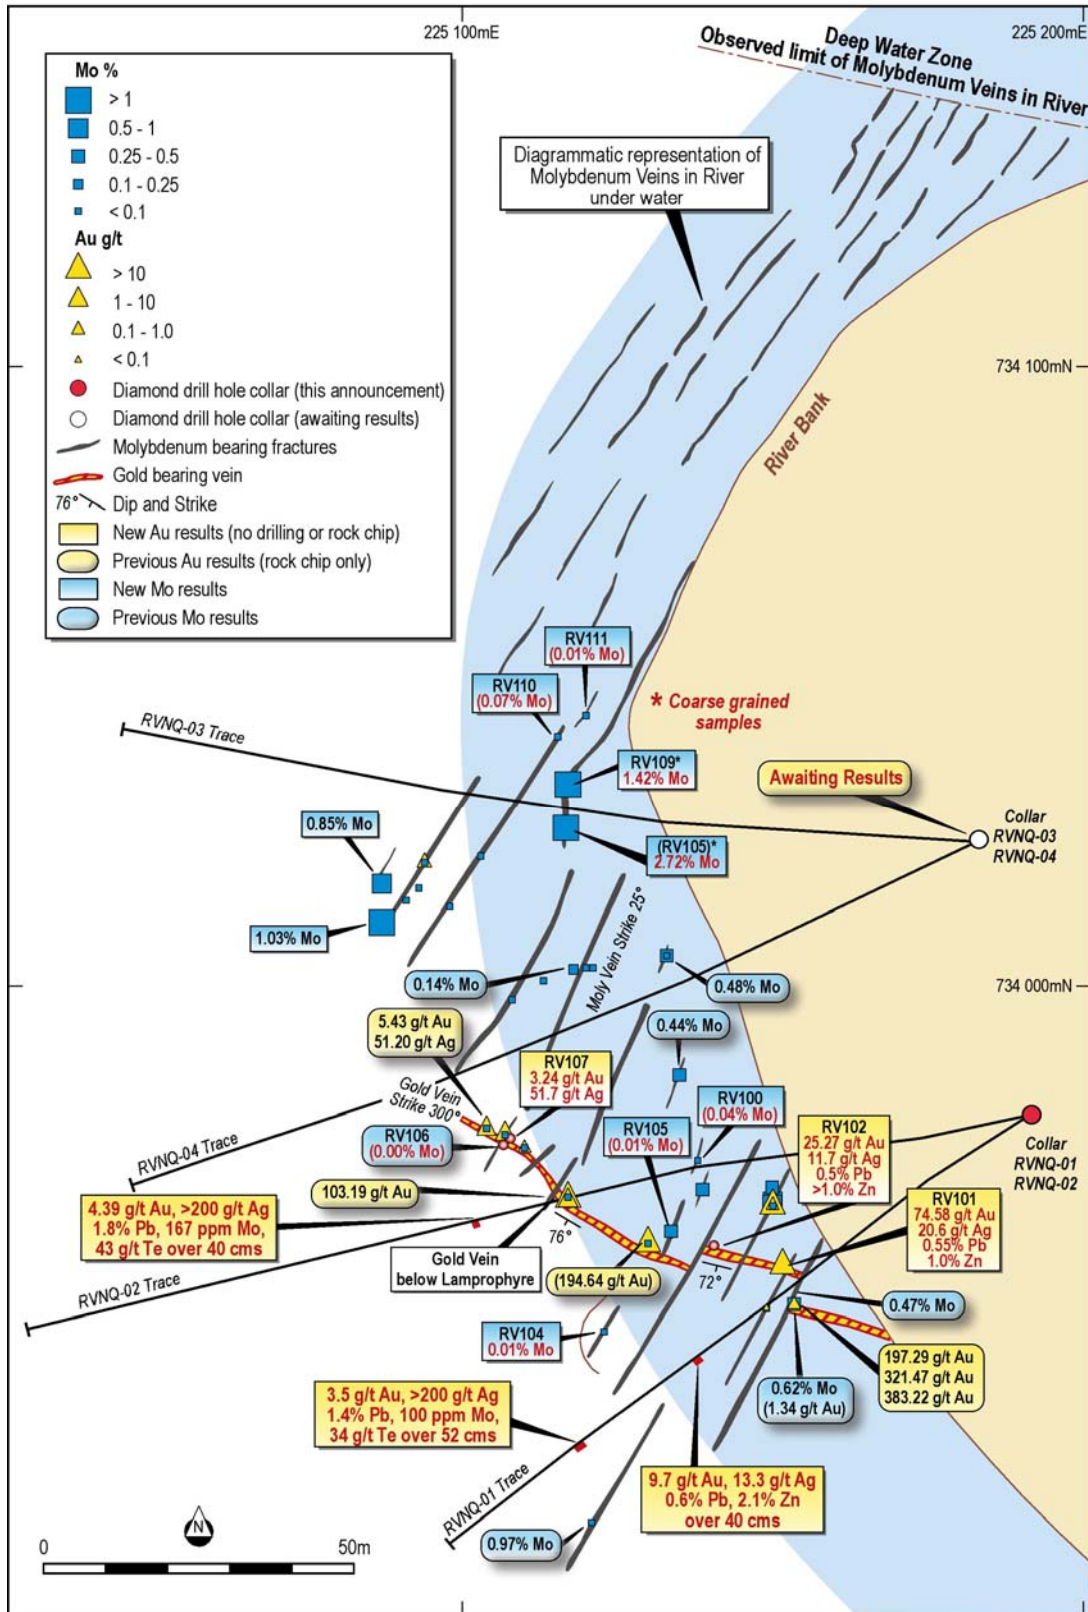 225 100mE
225 200mE
Deep Water Zone
Observed limit of Molybdenum Veins in River
Mo %
> 1
0.5 - 1
0.25 - 0.5
0.1 - 0.25
< 0.1
Au g/t
> 10
1 - 10
0.1 - 1.0
< 0.1
Diamond drill hole collar (this announcement)
Diamond drill hole collar (awaiting results)
Molybdenum bearing fractures
Gold bearing vein
76° Dip and Strike
New Au results (no drilling or rock chip)
Previous Au results (rock chip only)
New Mo results
Previous Mo results
Diagrammatic representation of
Molybdenum Veins in River
under water
734 100mN
River Bank
RV111
(0.01% Mo)
RV110
(0.07% Mo)
* Coarse grained
samples
RVNQ-03 Trace
RV109*
1.42% Mo
Awaiting Results
0.85% Mo
(RV105)*
2.72% Mo
Collar
RVNQ-03
RVNQ-04
1.03% Mo
Moly Vein Strike 25°
0.14% Mo
0.48% Mo
734 000mN
5.43 g/t Au
51.20 g/t Ag
0.44% Mo
Gold Vein
Strike 300°
RV107
3.24 g/t Au
51.7 g/t Ag
RV100
(0.04% Mo)
RV106
(0.00% Mo)
RV105
(0.01% Mo)
RV102
25.27 g/t Au
11.7 g/t Ag
0.5% Pb
>1.0% Zn
Collar
RVNQ-01
RVNQ-02
RVNQ-04 Trace
103.19 g/t Au
4.39 g/t Au, >200 g/t Ag
1.8% Pb, 167 ppm Mo,
43 g/t Te over 40 cms
RV101
74.58 g/t Au
20.6 g/t Ag
0.55% Pb
1.0% Zn
76°
Gold Vein
below Lamprophyre
(194.64 g/t Au)
72°
RVNQ-02 Trace
0.47% Mo
RV104
0.01% Mo
197.29 g/t Au
321.47 g/t Au
383.22 g/t Au
0.62% Mo
(1.34 g/t Au)
3.5 g/t Au, >200 g/t Ag
1.4% Pb, 100 ppm Mo,
34 g/t Te over 52 cms
9.7 g/t Au, 13.3 g/t Ag
0.6% Pb, 2.1% Zn
over 40 cms
RVNQ-01 Trace
0.97% Mo
N
0
50m